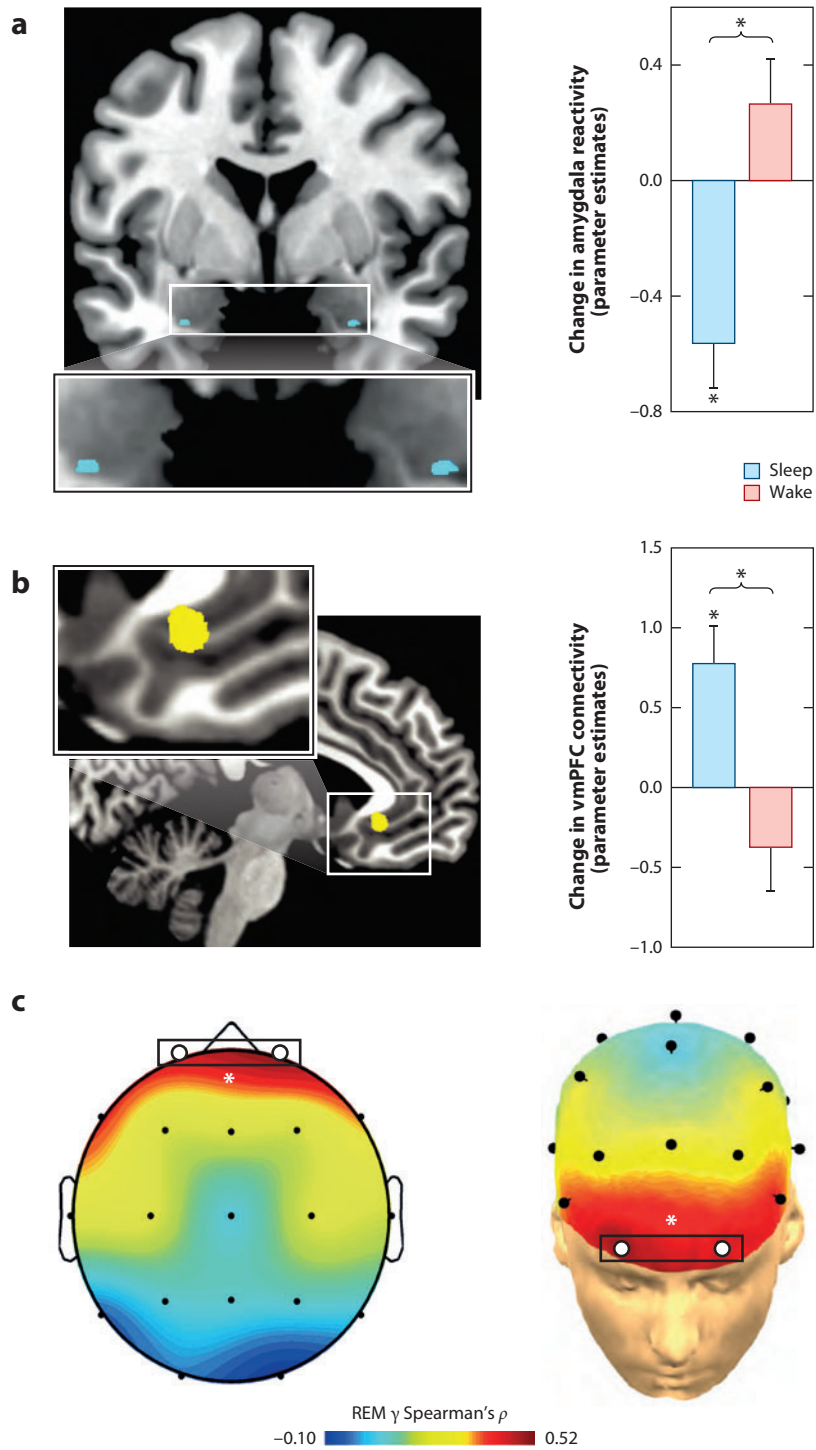 a
Change in amygdala reactivity
(parameter estimates)
*
0.4
0.0
−0.4
−0.8
*
Sleep
Wake
b
Change in vmPFC connectivity
(parameter estimates)
1.5
*
*
1.0
0.5
0.0
−0.5
−1.0
c
*
*
REM γ Spearman's ρ
−0.10
0.52